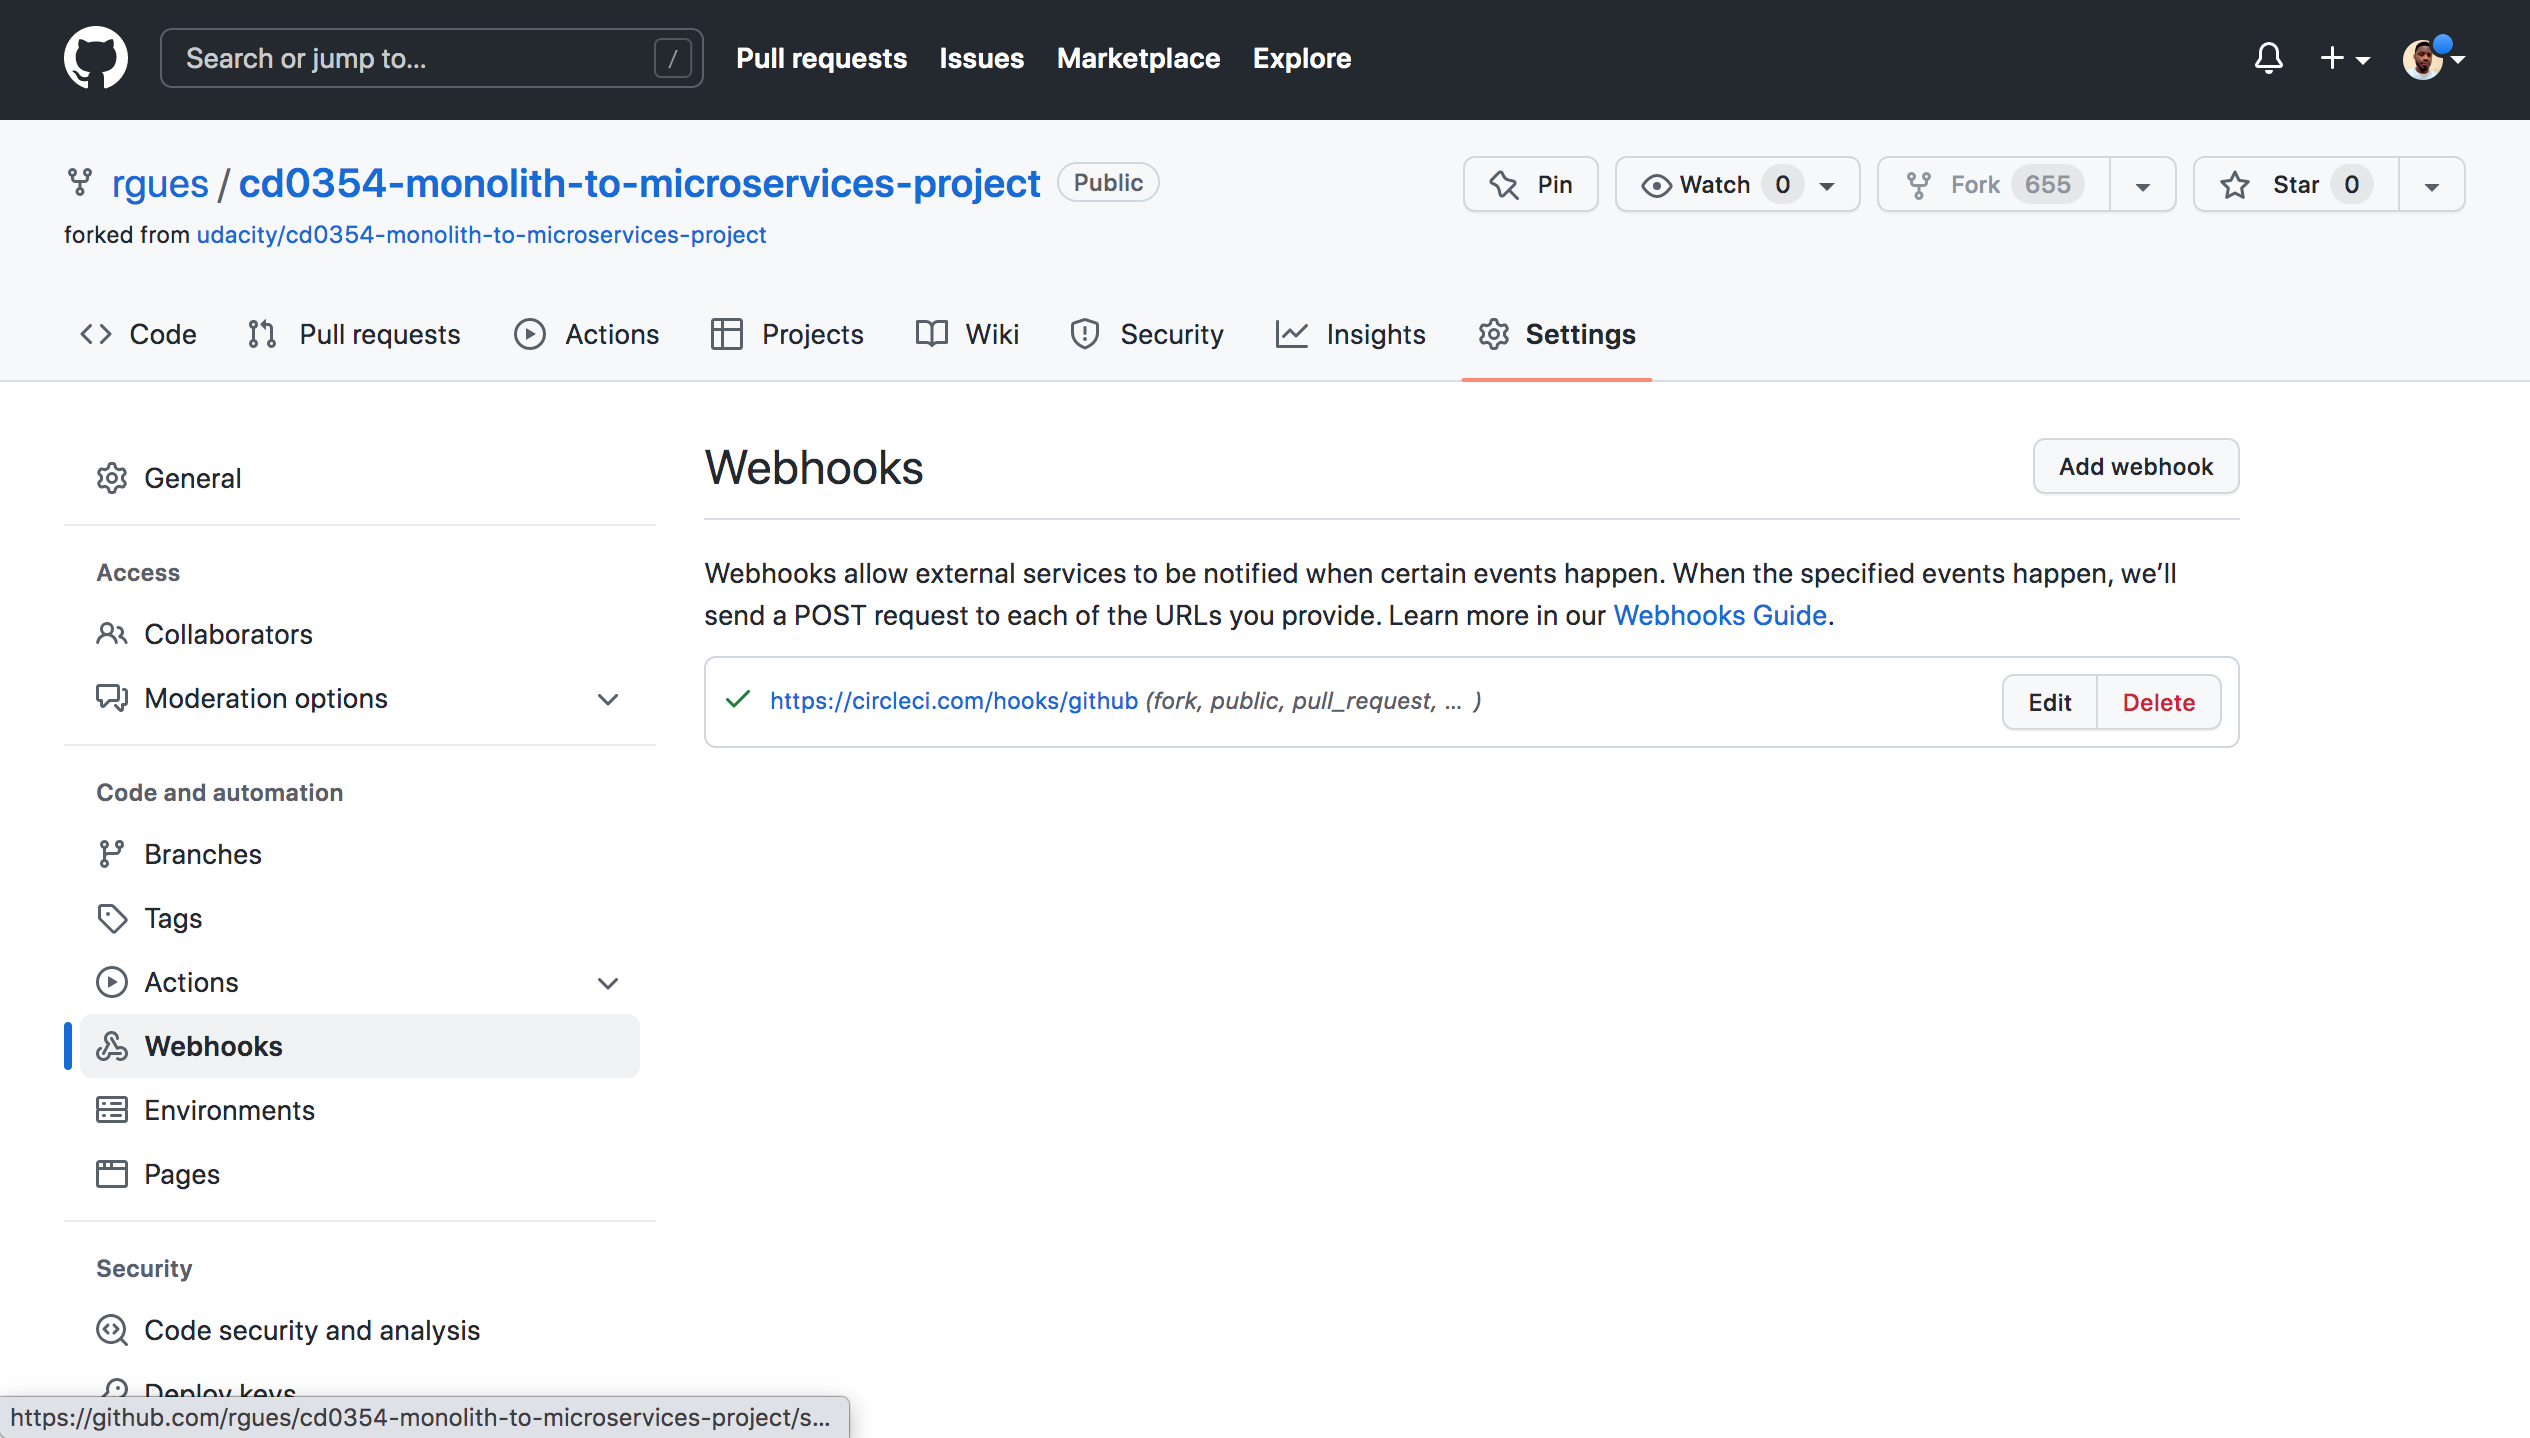 Search or jump to... /
Pull requests Issues Marketplace Explore
rgues / cd0354-monolith-to-microservices-project Public
Pin Watch 0 Fork 655 Star 0
forked from udacity/cd0354-monolith-to-microservices-project
Code Pull requests Actions Projects Wiki Security Insights Settings
General
Access
Collaborators
Moderation options
Code and automation
Branches
Tags
Actions
Webhooks
Environments
Pages
Security
Code security and analysis
Deploy keys
Webhooks
Add webhook
Webhooks allow external services to be notified when certain events happen. When the specified events happen, we’ll
send a POST request to each of the URLs you provide. Learn more in our Webhooks Guide.
https://circleci.com/hooks/github (fork, public, pull_request, ... )
Edit Delete
https://github.com/rgues/cd0354-monolith-to-microservices-project/s...